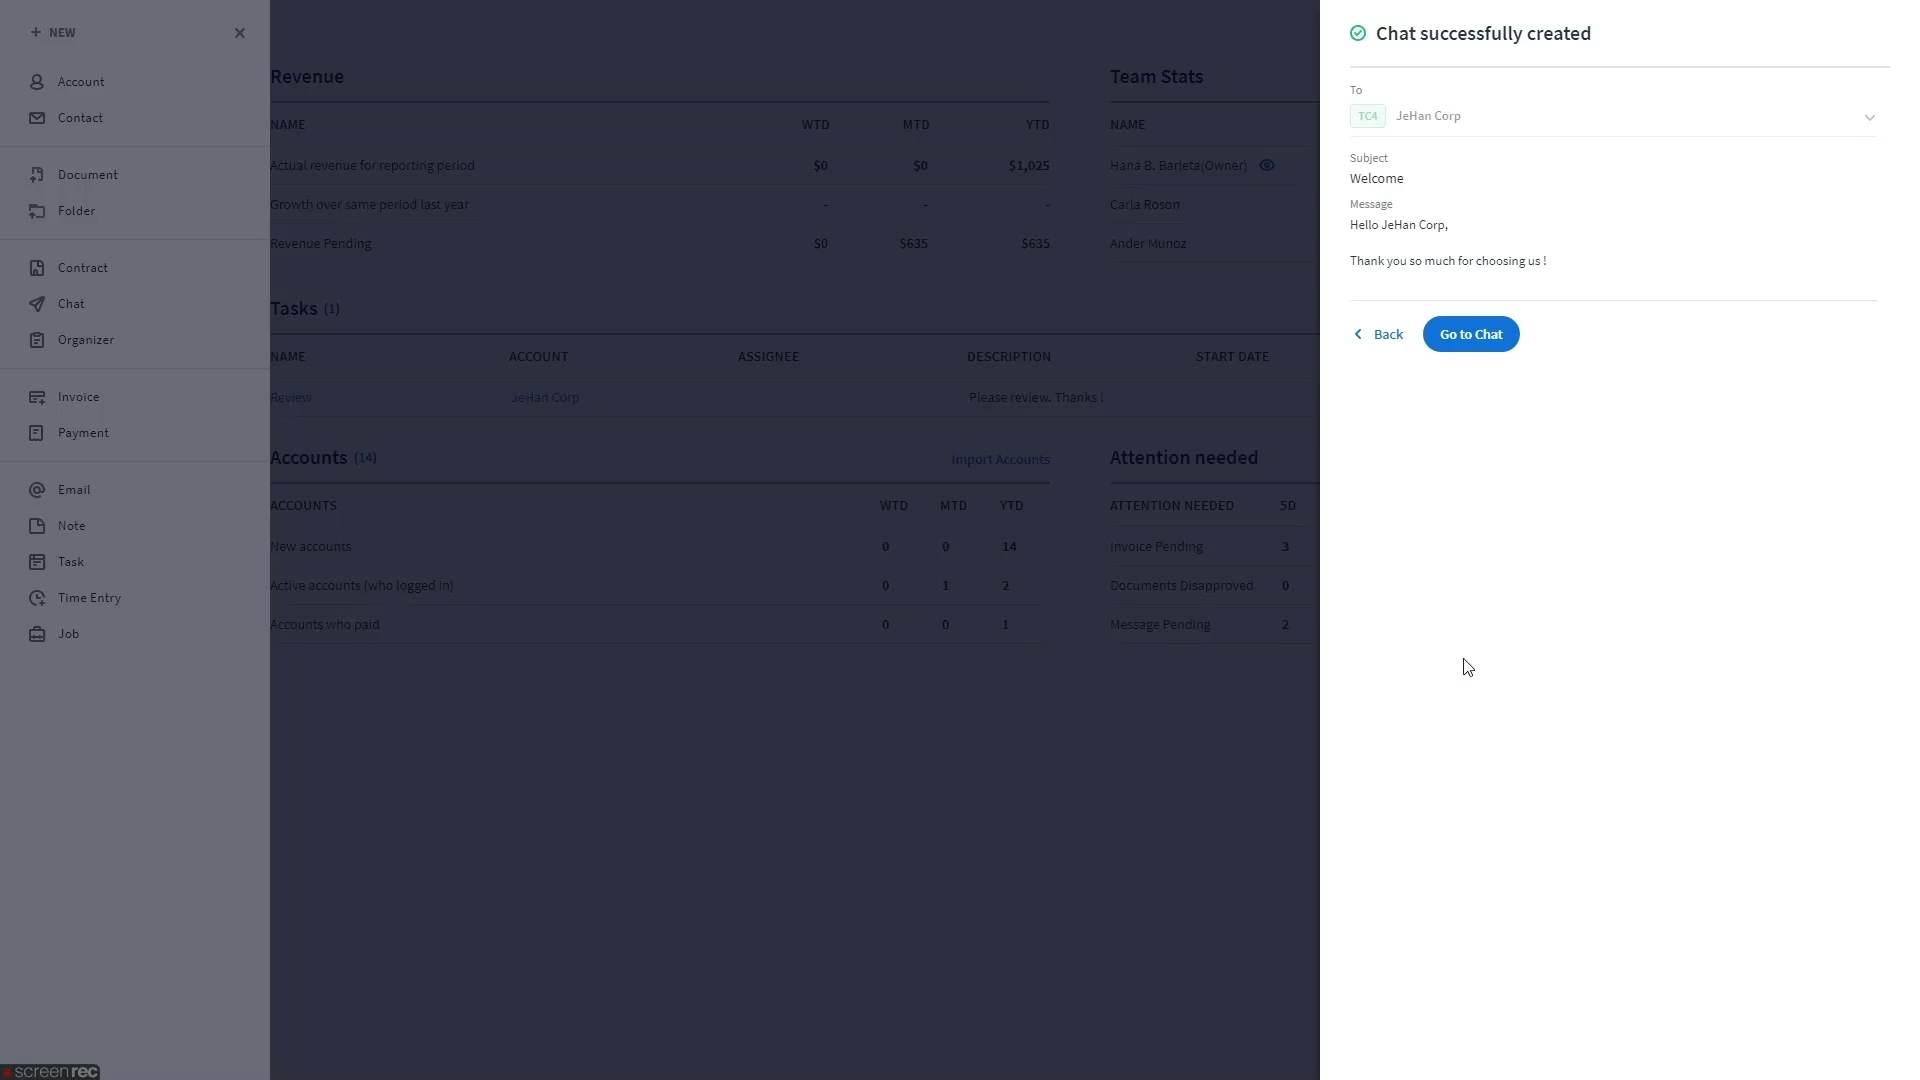 NEW
Account
Contact
Document
Folder
Contract
Chat
Organizer
Invoice
Payment
Email
Note
Task
Time Entry
Job
screenrec
Revenue
NAME WTD MTD YTD
Actual revenue for reporting period $0 $0 $1,025
Growth over same period last year - - -
Revenue Pending $0 $635 $635
Team Stats
NAME
Hana B. Barleta(Owner)
Carla Roson
Ander Munoz
Tasks (1)
NAME ACCOUNT ASSIGNEE DESCRIPTION START DATE
Review JeHan Corp Please review. Thanks !
Accounts (14) Import Accounts
ACCOUNTS WTD MTD YTD
New accounts 0 0 14
Active accounts (who logged in) 0 1 2
Accounts who paid 0 0 1
Attention needed
ATTENTION NEEDED 5D
Invoice Pending 3
Documents Disapproved 0
Message Pending 2
Chat successfully created
To
TC4 JeHan Corp
Subject
Welcome
Message
Hello JeHan Corp,
Thank you so much for choosing us !
Back Go to Chat